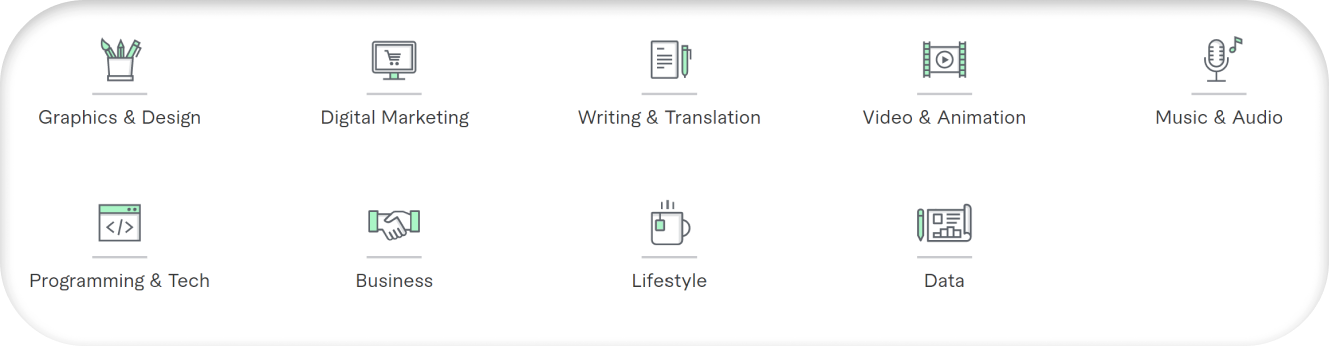 Graphics & Design
Digital Marketing
Writing & Translation
Video & Animation
Music & Audio
</>
Programming & Tech
Business
Lifestyle
Data